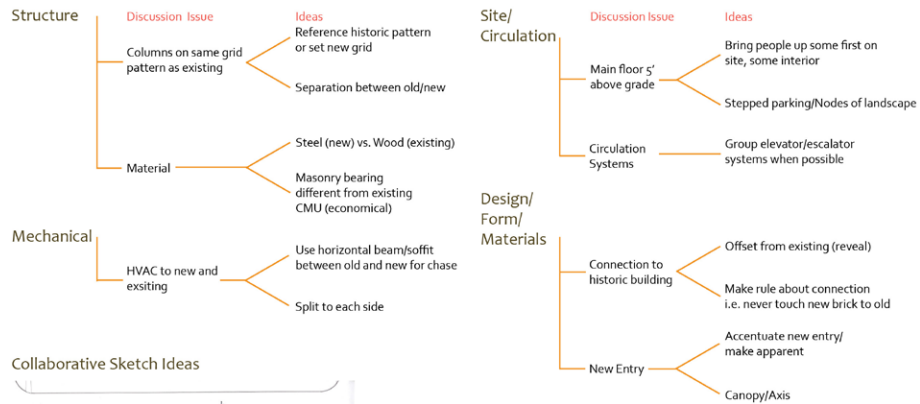 Structure
Discussion Issue
Ideas
Columns on same grid
pattern as existing
Reference historic pattern
or set new grid
Separation between old/new
Material
Steel (new) vs. Wood (existing)
Masonry bearing
different from existing
CMU (economical)
Mechanical
HVAC to new and
exsiting
Use horizontal beam/soffit
between old and new for chase
Split to each side
Collaborative Sketch Ideas
Site/
Circulation
Discussion Issue
Ideas
Main floor 5'
above grade
Bring people up some first on
site, some interior
Stepped parking/Nodes of landscape
Circulation
Systems
Group elevator/escalator
systems when possible
Design/
Form/
Materials
Connection to
historic building
Offset from existing (reveal)
Make rule about connection
i.e. never touch new brick to old
New Entry
Accentuate new entry/
make apparent
Canopy/Axis